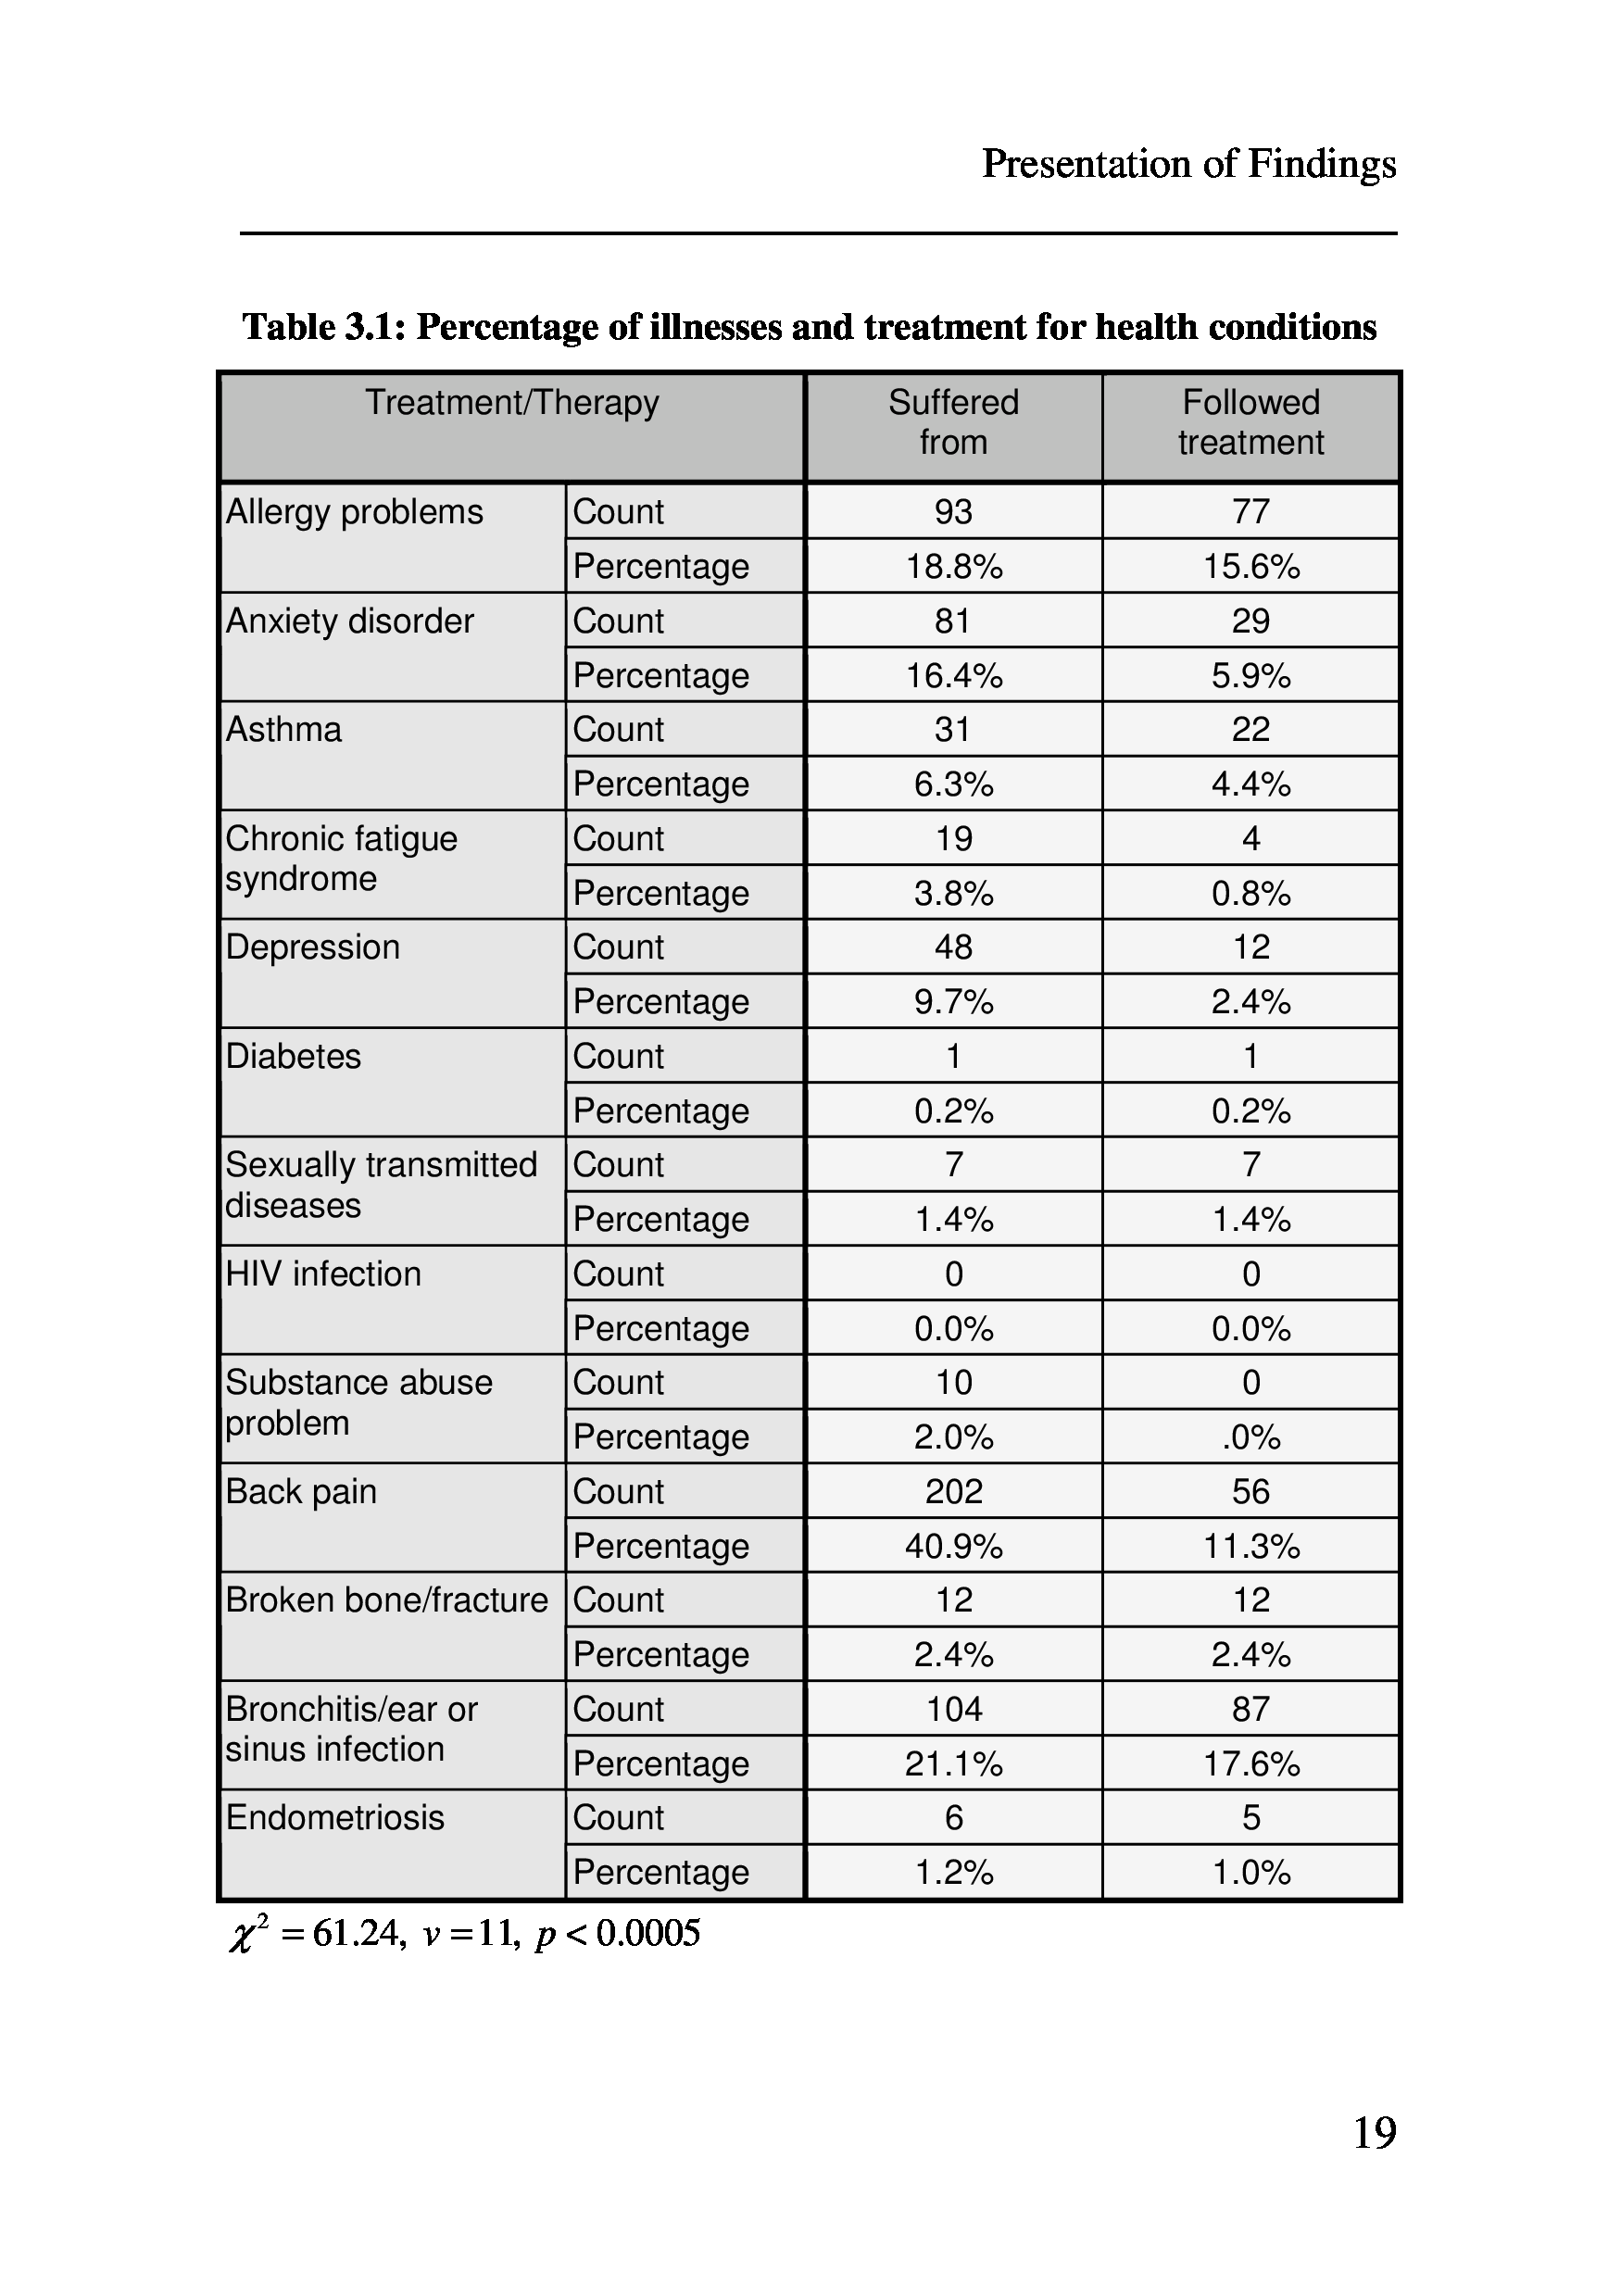 Presentation of Findings
Table 3.1: Percentage of illnesses and treatment for health conditions
Treatment/Therapy Suffered from Followed treatment
Allergy problems Count 93 77
Percentage 18.8% 15.6%
Anxiety disorder Count 81 29
Percentage 16.4% 5.9%
Asthma Count 31 22
Percentage 6.3% 4.4%
Chronic fatigue syndrome Count 19 4
Percentage 3.8% 0.8%
Depression Count 48 12
Percentage 9.7% 2.4%
Diabetes Count 1 1
Percentage 0.2% 0.2%
Sexually transmitted diseases Count 7 7
Percentage 1.4% 1.4%
HIV infection Count 0 0
Percentage 0.0% 0.0%
Substance abuse problem Count 10 0
Percentage 2.0% .0%
Back pain Count 202 56
Percentage 40.9% 11.3%
Broken bone/fracture Count 12 12
Percentage 2.4% 2.4%
Bronchitis/ear or sinus infection Count 104 87
Percentage 21.1% 17.6%
Endometriosis Count 6 5
Percentage 1.2% 1.0%
χ² = 61.24, v = 11, p < 0.0005
19